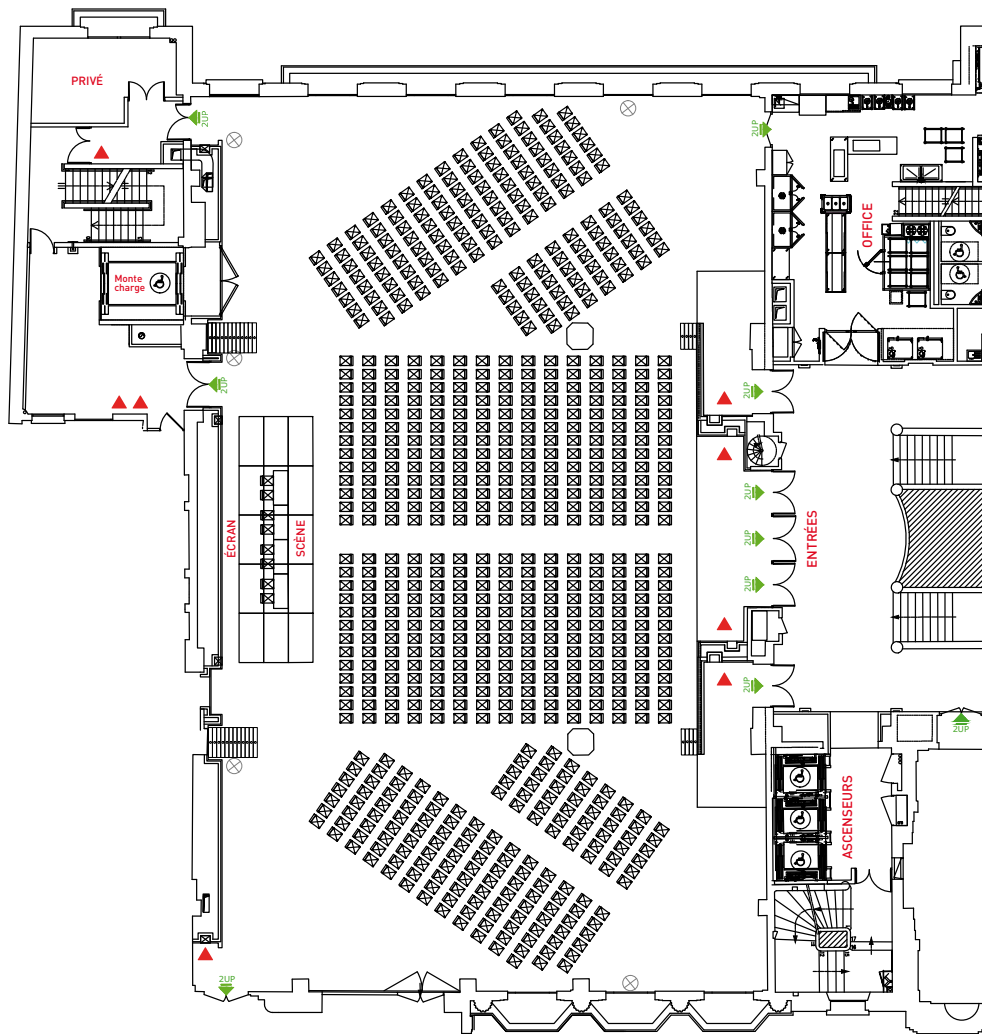 PRIVÉ
2UP
2UP
OFFICE
Monte
charge
2UP
2UP
2UP
ÉCRAN
SCÈNE
2UP
ENTRÉES
2UP
2UP
2UP
ASCENSEURS
2UP